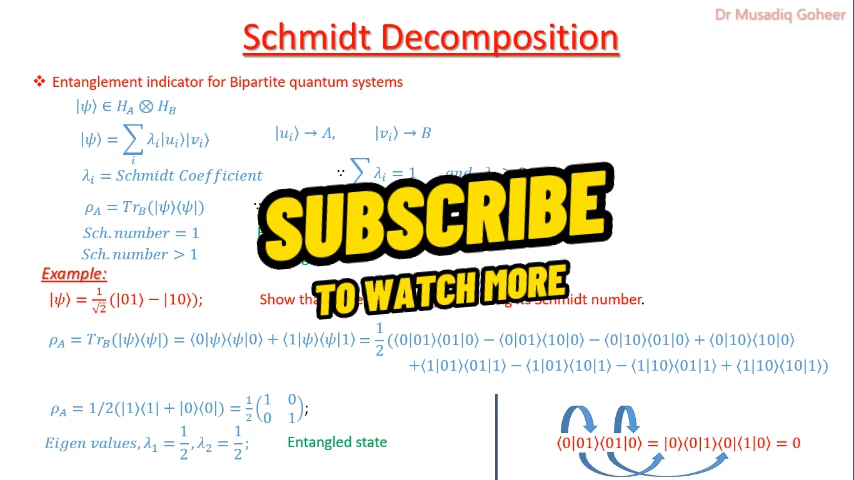 Dr Musadiq Goheer
Schmidt Decomposition
❖ Entanglement indicator for Bipartite quantum systems
|ψ⟩ ∈ H_A ⊗ H_B
|ψ⟩ = ∑_i λ_i|u_i⟩|v_i⟩ |u_i⟩ → A, |v_i⟩ → B
λ_i = Schmidt Coefficient ∵ ∑ λ_i = 1 and
ρ_A = Tr_B(|ψ⟩⟨ψ|)
Sch. number = 1
Sch. number > 1
SUBSCRIBE
TO WATCH MORE
Example:
|ψ⟩ = 1/√2 (|01⟩ − |10⟩); Show Schmidt number.
ρ_A = Tr_B(|ψ⟩⟨ψ|) = ⟨0|ψ⟩⟨ψ|0⟩ + ⟨1|ψ⟩⟨ψ|1⟩ = 1/2 (⟨0|01⟩⟨01|0⟩ − ⟨0|01⟩⟨10|0⟩ − ⟨0|10⟩⟨01|0⟩ + ⟨0|10⟩⟨10|0⟩
+⟨1|01⟩⟨01|1⟩ − ⟨1|01⟩⟨10|1⟩ − ⟨1|10⟩⟨01|1⟩ + ⟨1|10⟩⟨10|1⟩)
ρ_A = 1/2(|1⟩⟨1| + |0⟩⟨0|) = 1/2 (1 0 0 1);
Eigen values, λ_1 = 1/2, λ_2 = 1/2; Entangled state
⟨0|01⟩⟨01|0⟩ = |0⟩⟨0|1⟩⟨0|⟨1|0⟩ = 0